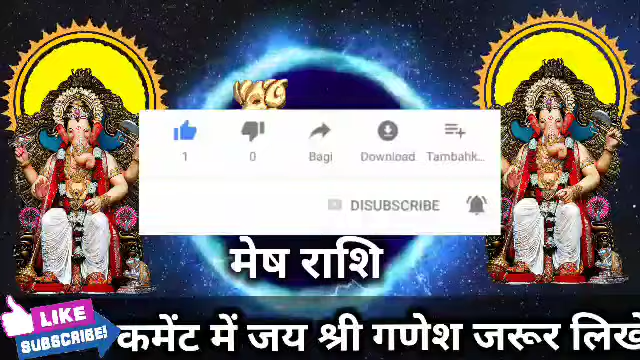 1 0 Bagi Download Tambahk...
DISUBSCRIBE
मेष राशि
LIKE
SUBSCRIBE!
कमेंट में जय श्री गणेश जरूर लिखे